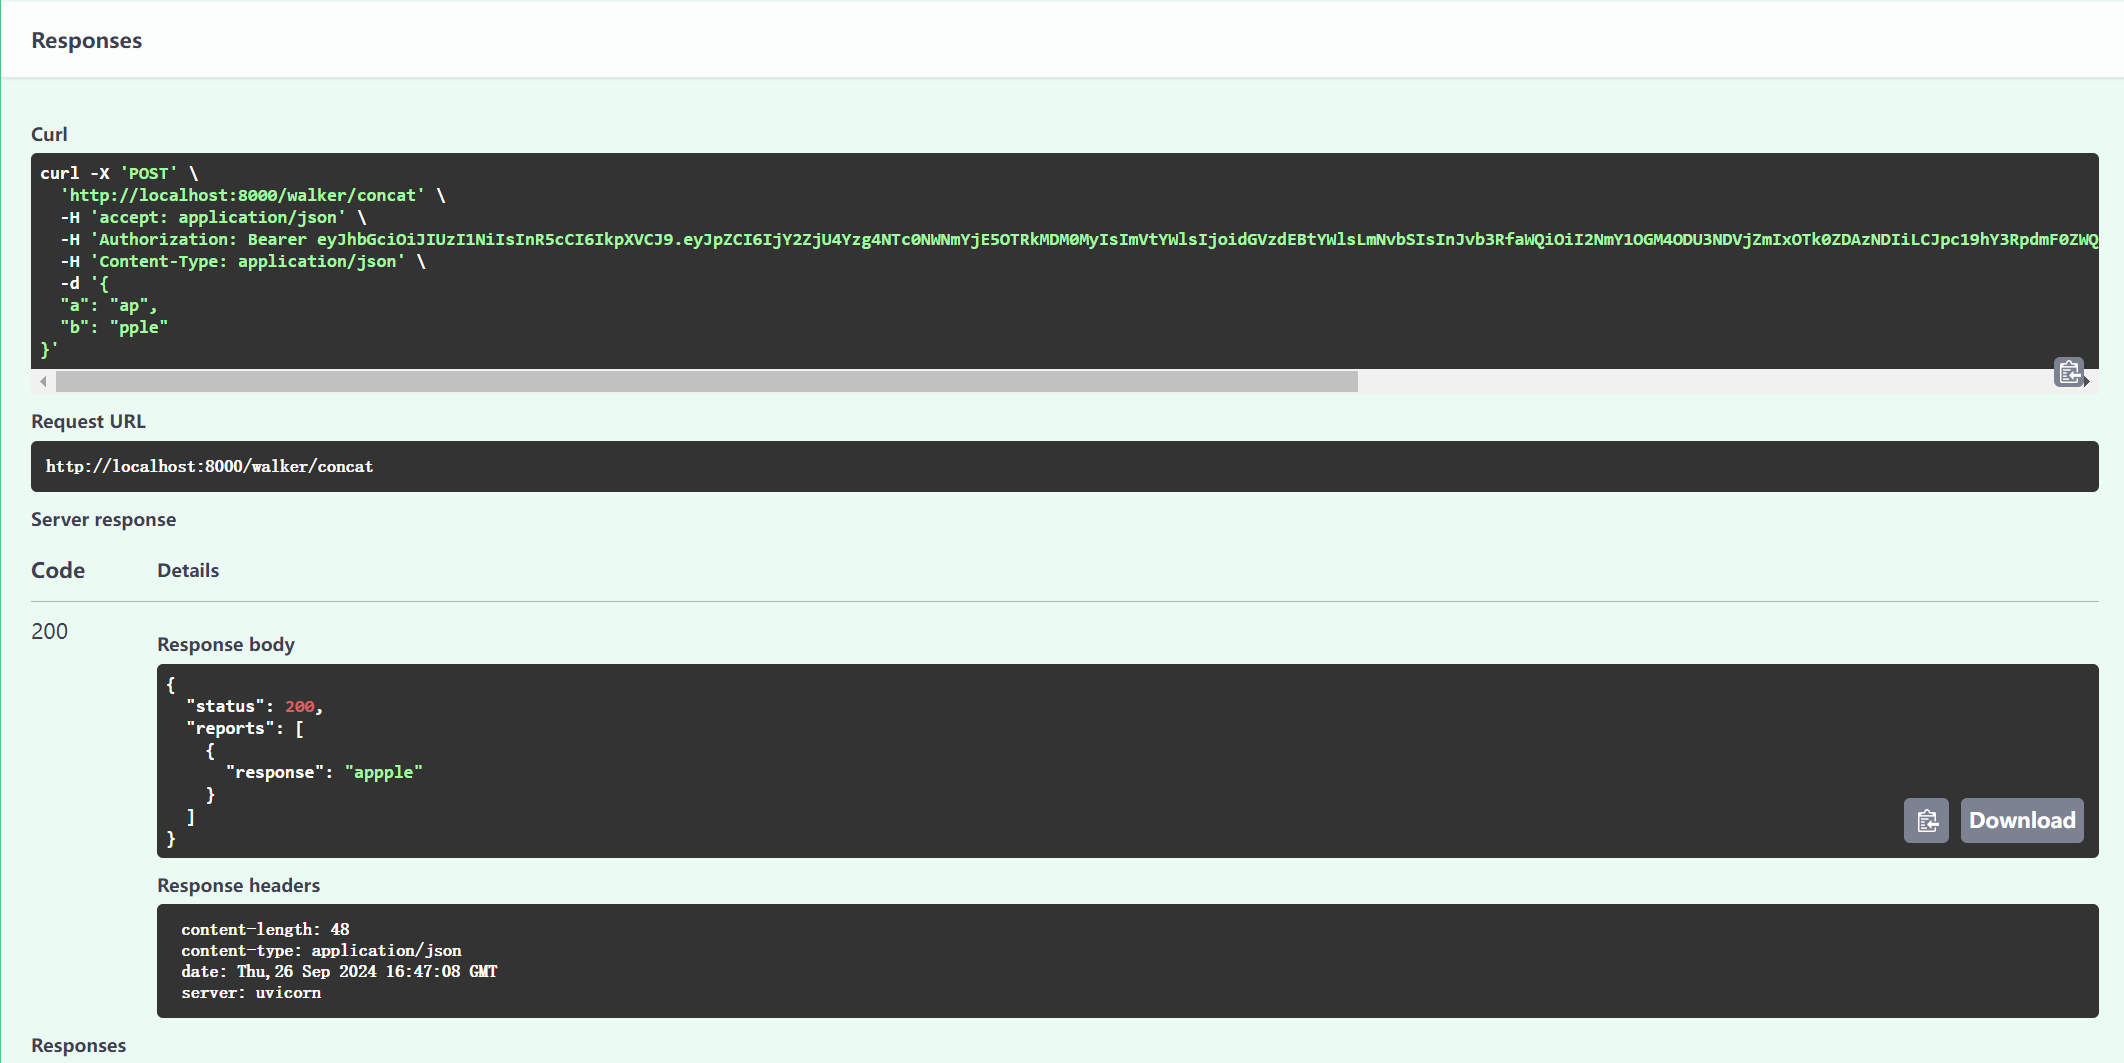 Responses
Curl
curl -X 'POST' \
  'http://localhost:8000/walker/concat' \
  -H 'accept: application/json' \
  -H 'Authorization: Bearer eyJhbGciOiJIUzI1NiIsInR5cCI6IkpXVCJ9.eyJpZCI6IjY2ZjU4Yzg4NTc0NWNmYjE5OTRkMDM0MyIsImVtYWlsIjoidGVzdEBtYWlsLmNvbSIsInJvb3RfaWQiOiI2NmY1OGM4ODU3NDVjZmIxOTk0ZDAzNDIiLCJpc19hY3RpdmF0ZWQ
  -H 'Content-Type: application/json' \
  -d '{
  "a": "ap",
  "b": "pple"
}'
Request URL
http://localhost:8000/walker/concat
Server response
Code Details
200
Response body
{
  "status": 200,
  "reports": [
    {
      "response": "appple"
    }
  ]
}
Download
Response headers
content-length: 48
content-type: application/json
date: Thu,26 Sep 2024 16:47:08 GMT
server: uvicorn
Responses